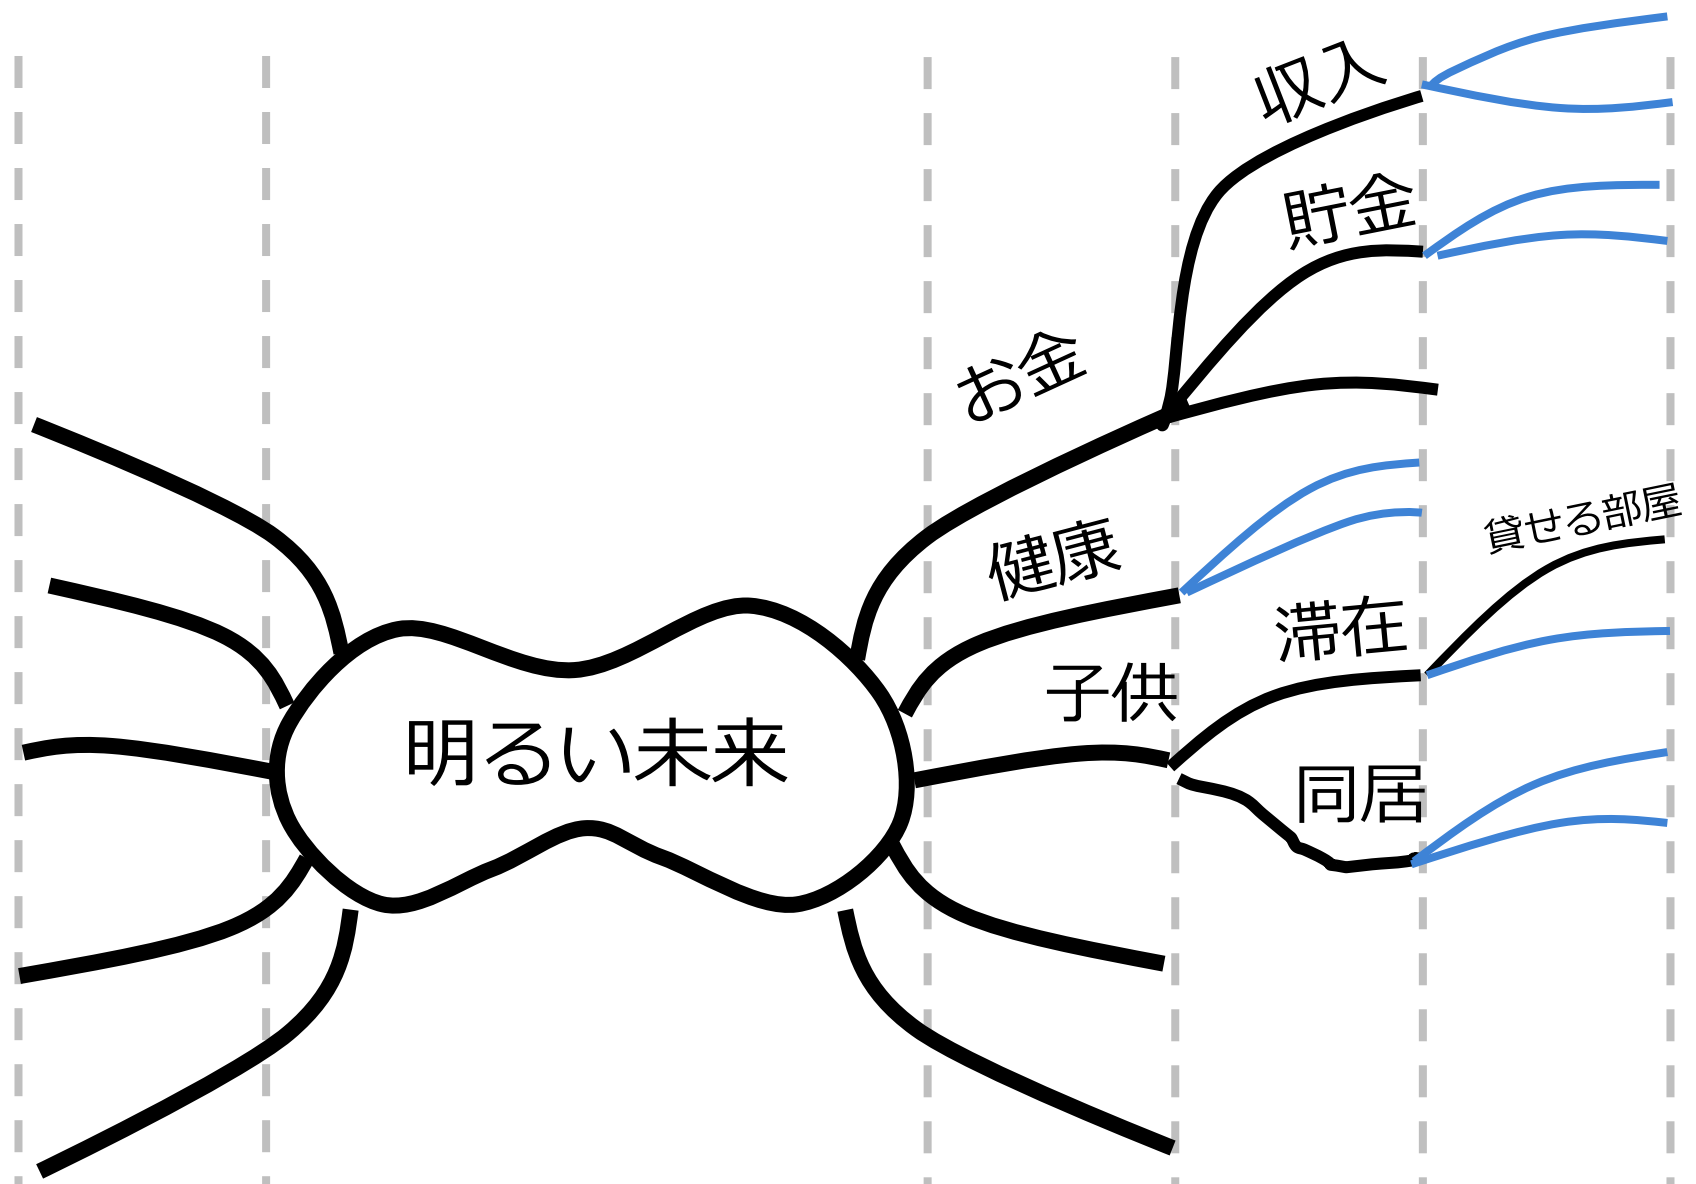 収入
貯金
お金
健康
貸せる部屋
滞在
子供
明るい未来
同居